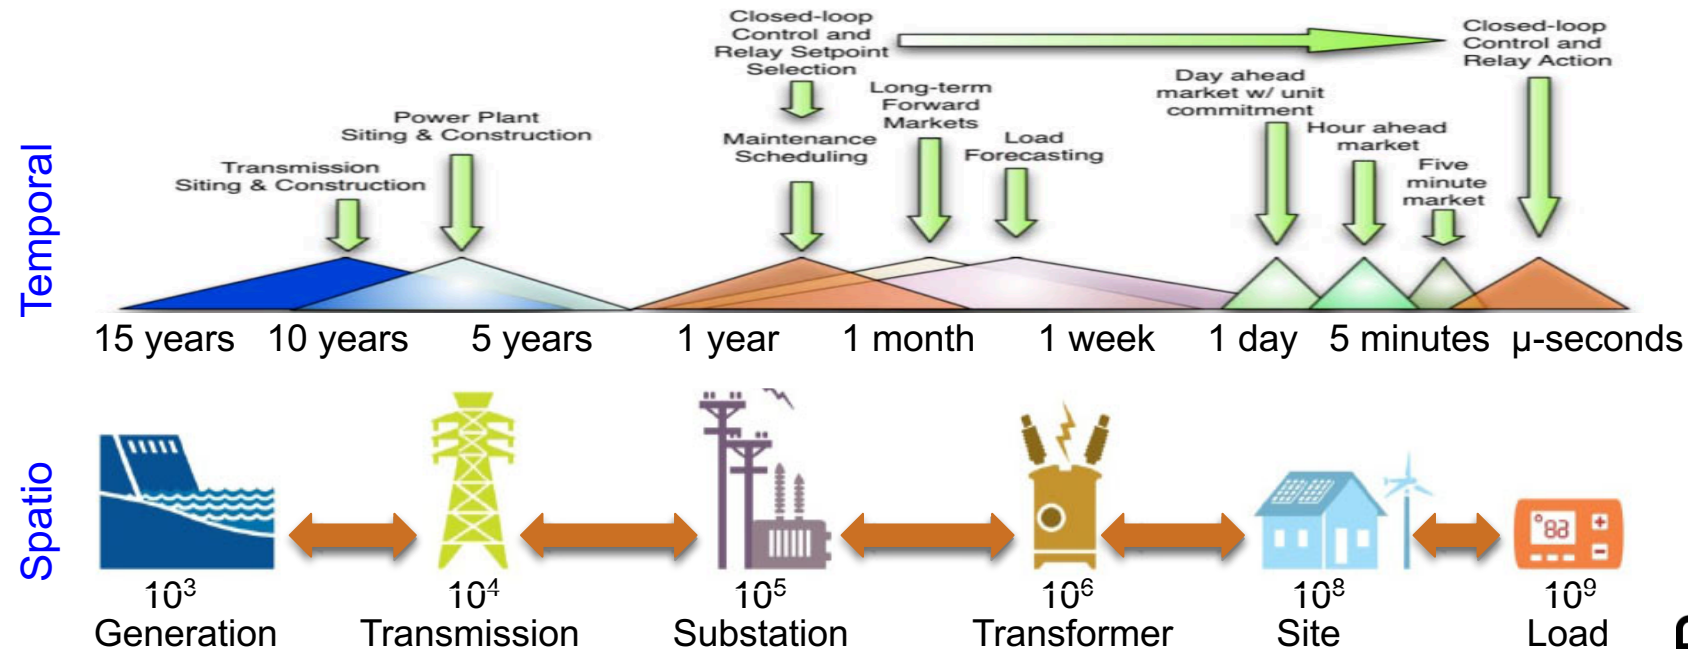 Temporal
Closed-loop
Control and
Relay Setpoint
Selection
Closed-loop
Control and
Relay Action
Long-term
Forward
Markets
Day ahead
market w/ unit
commitment
Power Plant
Siting & Construction
Maintenance
Scheduling
Load
Forecasting
Hour ahead
market
Five
minute
market
Transmission
Siting & Construction
15 years 10 years 5 years 1 year 1 month 1 week 1 day 5 minutes µ-seconds
Spatio
°83
+
−
10³ 10⁴ 10⁵ 10⁶ 10⁸ 10⁹
Generation Transmission Substation Transformer Site Load